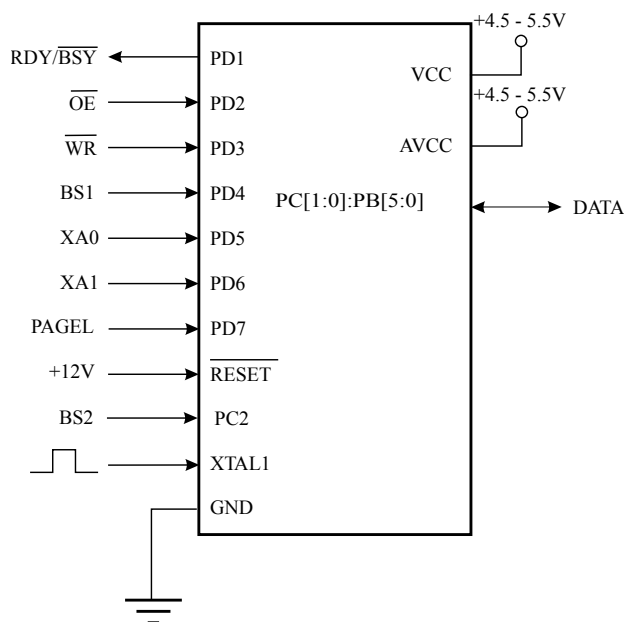 +4.5 - 5.5V
RDY/BSY PD1
VCC
OE PD2
+4.5 - 5.5V
WR PD3
AVCC
BS1 PD4
PC[1:0]:PB[5:0]
DATA
XA0 PD5
XA1 PD6
PAGEL PD7
+12V RESET
BS2 PC2
XTAL1
GND